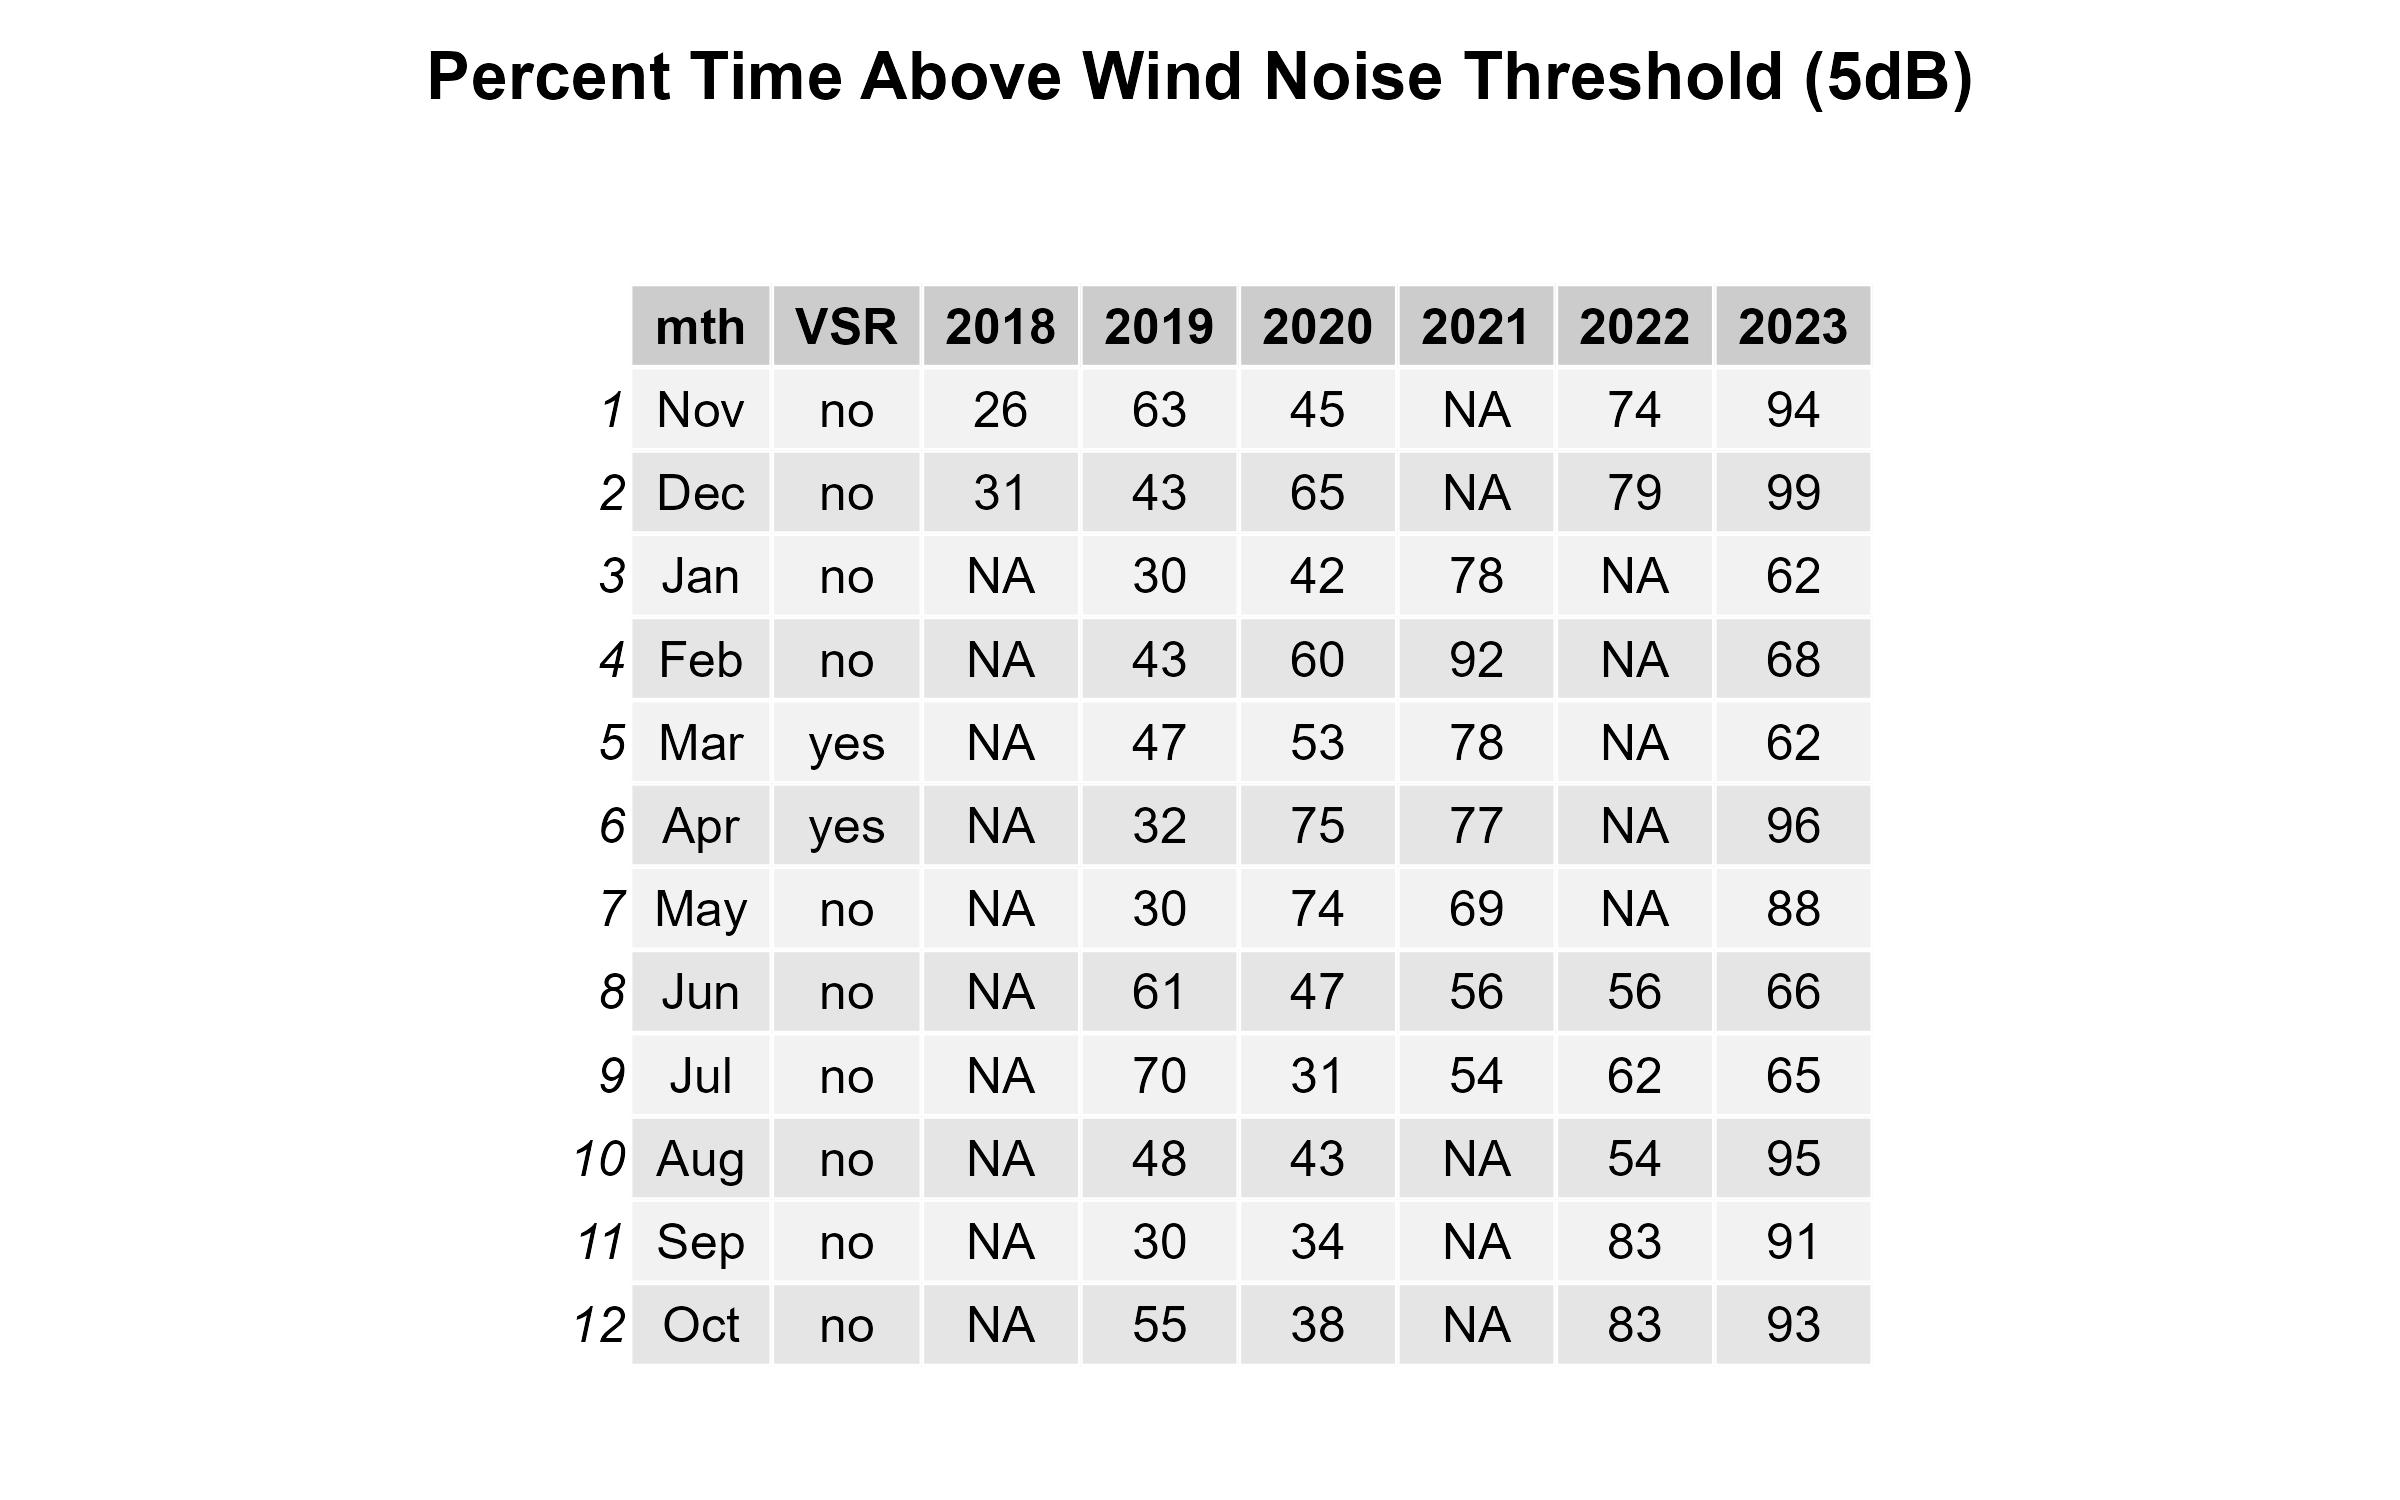 Percent Time Above Wind Noise Threshold (5dB)
mth VSR 2018 2019 2020 2021 2022 2023
1 Nov no 26 63 45 NA 74 94
2 Dec no 31 43 65 NA 79 99
3 Jan no NA 30 42 78 NA 62
4 Feb no NA 43 60 92 NA 68
5 Mar yes NA 47 53 78 NA 62
6 Apr yes NA 32 75 77 NA 96
7 May no NA 30 74 69 NA 88
8 Jun no NA 61 47 56 56 66
9 Jul no NA 70 31 54 62 65
10 Aug no NA 48 43 NA 54 95
11 Sep no NA 30 34 NA 83 91
12 Oct no NA 55 38 NA 83 93